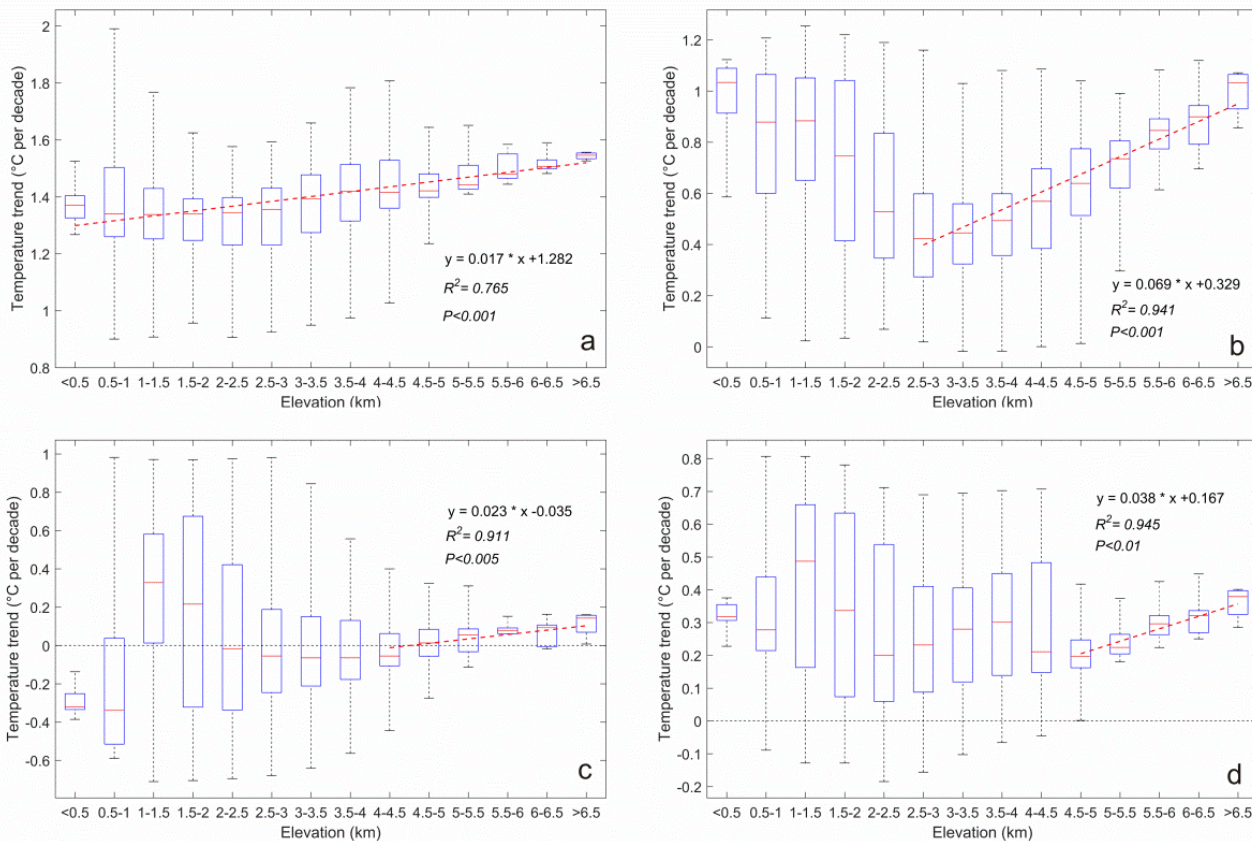 Temperature trend (°C per decade)
2
1.8
1.6
1.4
1.2
1
0.8
y = 0.017 * x +1.282
R2= 0.765
P<0.001
a
<0.5 0.5-1 1-1.5 1.5-2 2-2.5 2.5-3 3-3.5 3.5-4 4-4.5 4.5-5 5-5.5 5.5-6 6-6.5 >6.5
Elevation (km)
Temperature trend (°C per decade)
1.2
1
0.8
0.6
0.4
0.2
0
y = 0.069 * x +0.329
R2= 0.941
P<0.001
b
<0.5 0.5-1 1-1.5 1.5-2 2-2.5 2.5-3 3-3.5 3.5-4 4-4.5 4.5-5 5-5.5 5.5-6 6-6.5 >6.5
Elevation (km)
Temperature trend (°C per decade)
1
0.8
0.6
0.4
0.2
0
-0.2
-0.4
-0.6
y = 0.023 * x -0.035
R2= 0.911
P<0.005
c
<0.5 0.5-1 1-1.5 1.5-2 2-2.5 2.5-3 3-3.5 3.5-4 4-4.5 4.5-5 5-5.5 5.5-6 6-6.5 >6.5
Elevation (km)
Temperature trend (°C per decade)
0.8
0.7
0.6
0.5
0.4
0.3
0.2
0.1
0
-0.1
-0.2
y = 0.038 * x +0.167
R2= 0.945
P<0.01
d
<0.5 0.5-1 1-1.5 1.5-2 2-2.5 2.5-3 3-3.5 3.5-4 4-4.5 4.5-5 5-5.5 5.5-6 6-6.5 >6.5
Elevation (km)